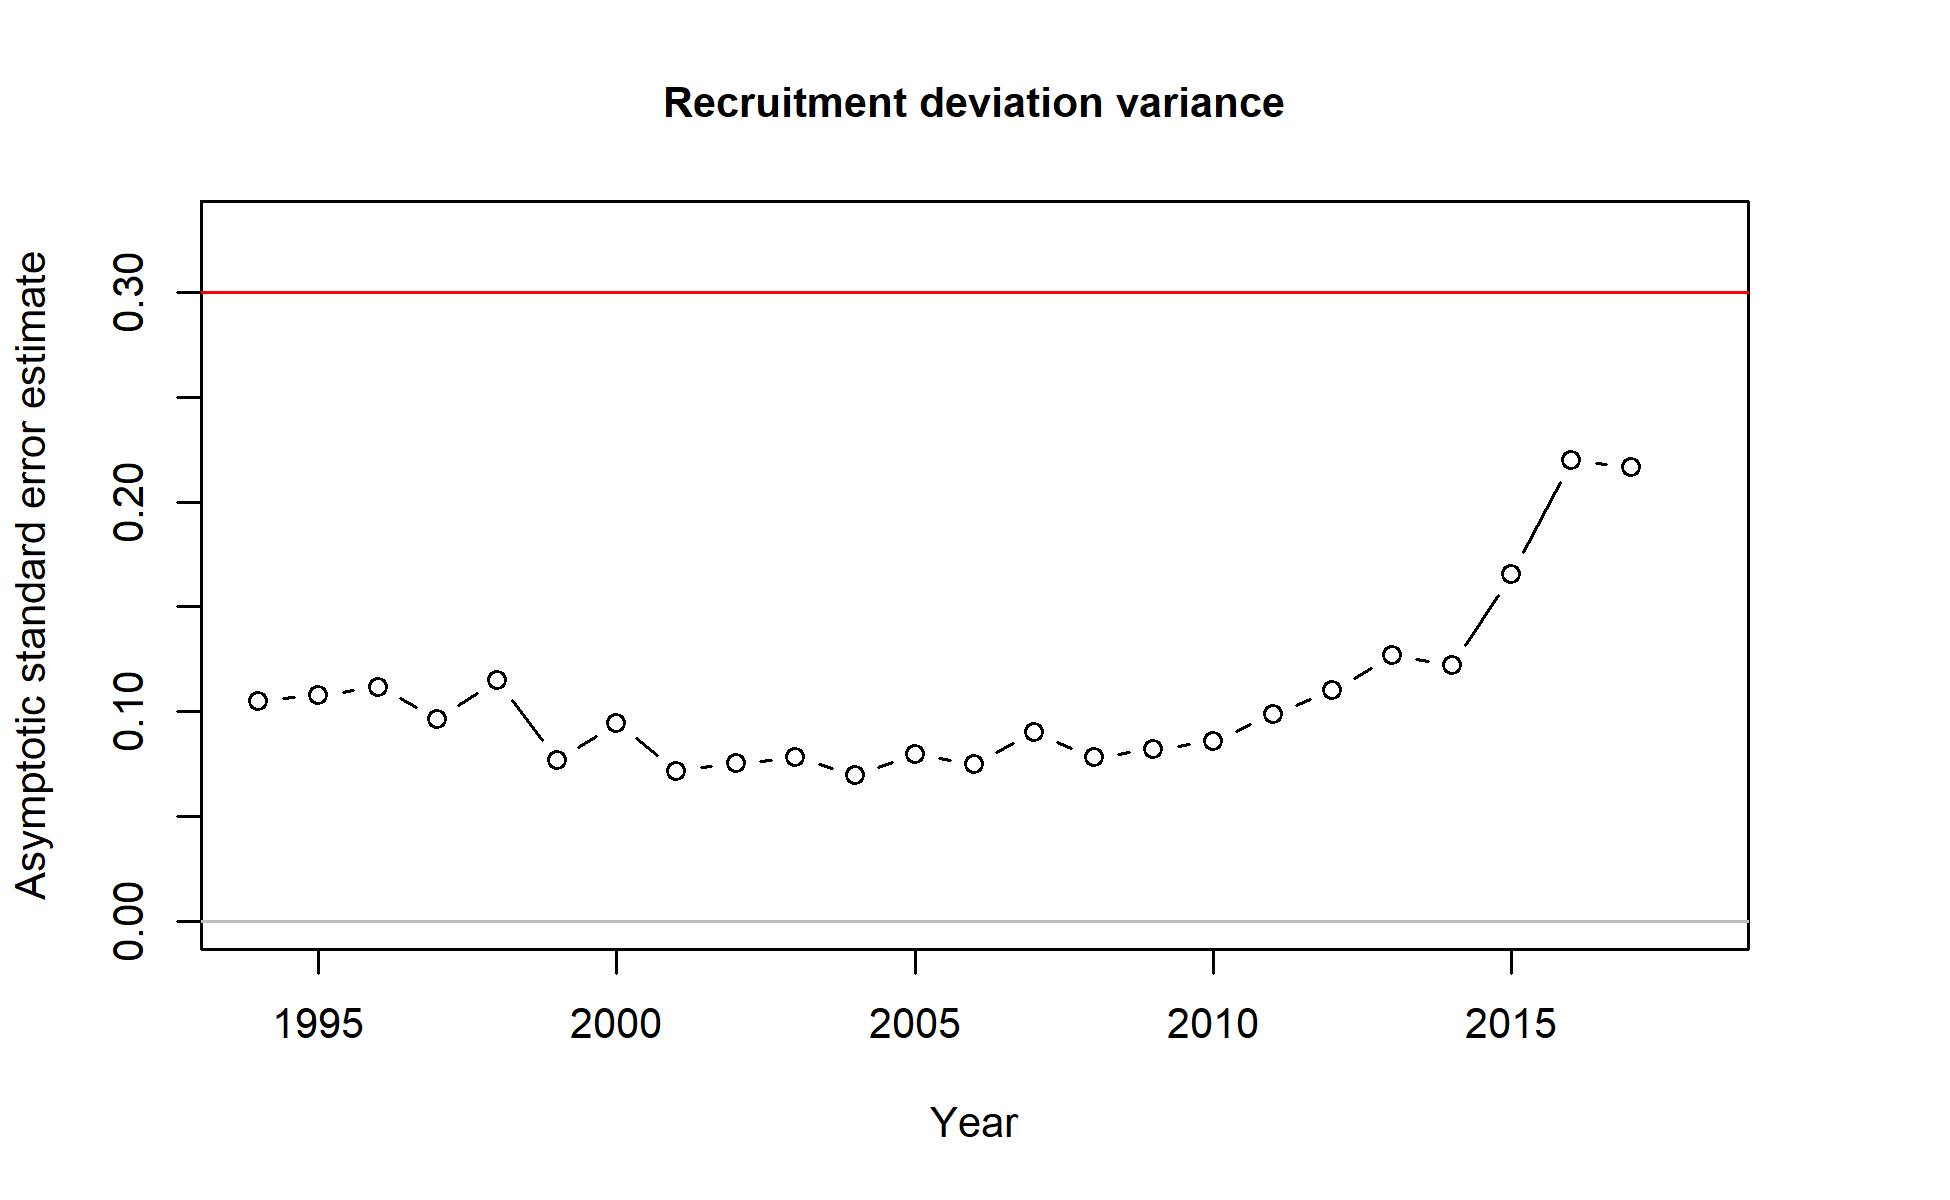 Recruitment deviation variance
Asymptotic standard error estimate
0.30
0.20
0.10
0.00
1995 2000 2005 2010 2015
Year